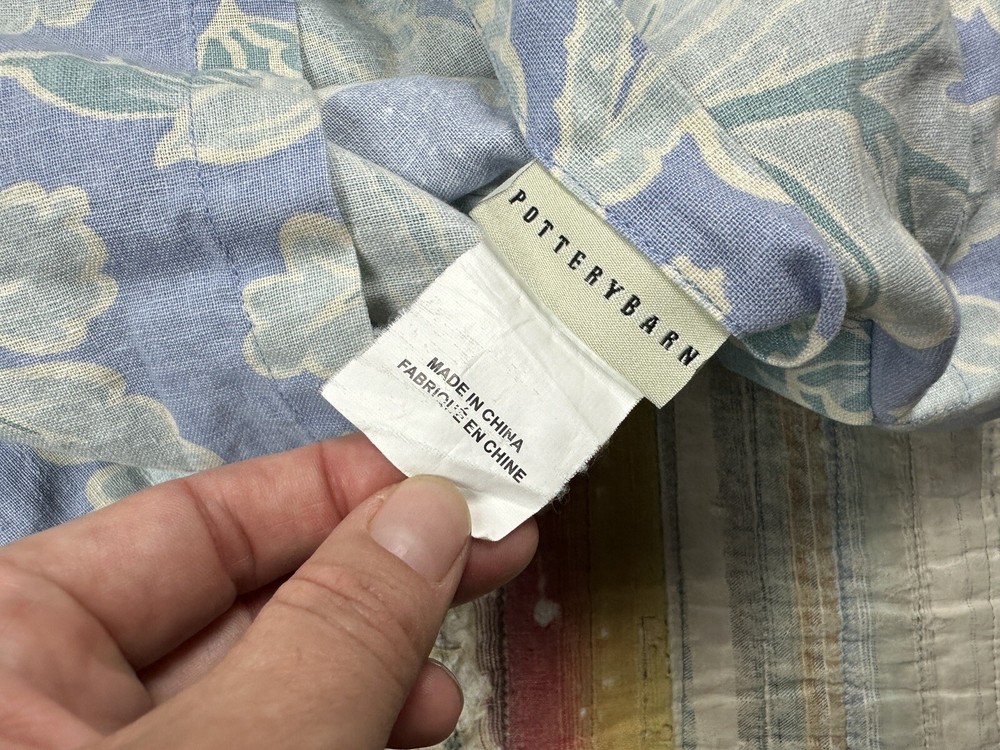 POTTERYBARN
MADE IN CHINA
FABRIQUÉ EN CHINE